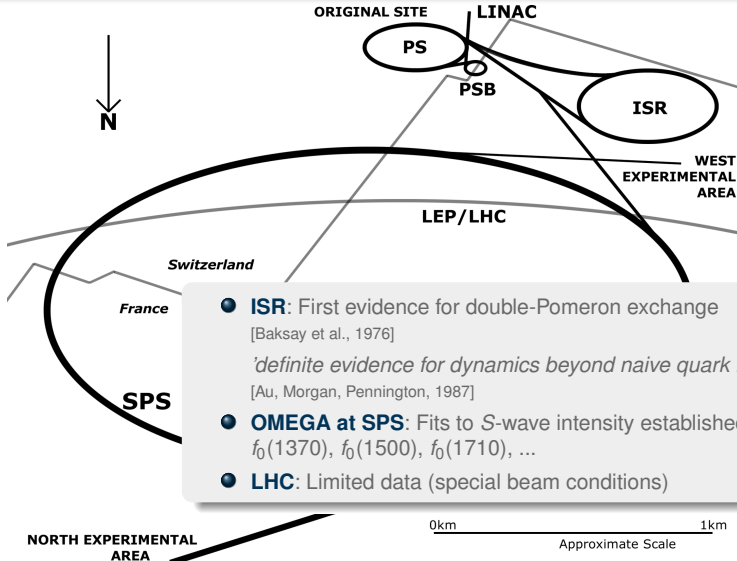 ORIGINAL SITE
LINAC
PS
PSB
ISR
N
WEST
EXPERIMENTAL
AREA
LEP/LHC
Switzerland
France
SPS
ISR: First evidence for double-Pomeron exchange
[Baksay et al., 1976]
'definite evidence for dynamics beyond naive quark
[Au, Morgan, Pennington, 1987]
OMEGA at SPS: Fits to S-wave intensity established
f₀(1370), f₀(1500), f₀(1710), ...
LHC: Limited data (special beam conditions)
NORTH EXPERIMENTAL
AREA
0km
1km
Approximate Scale